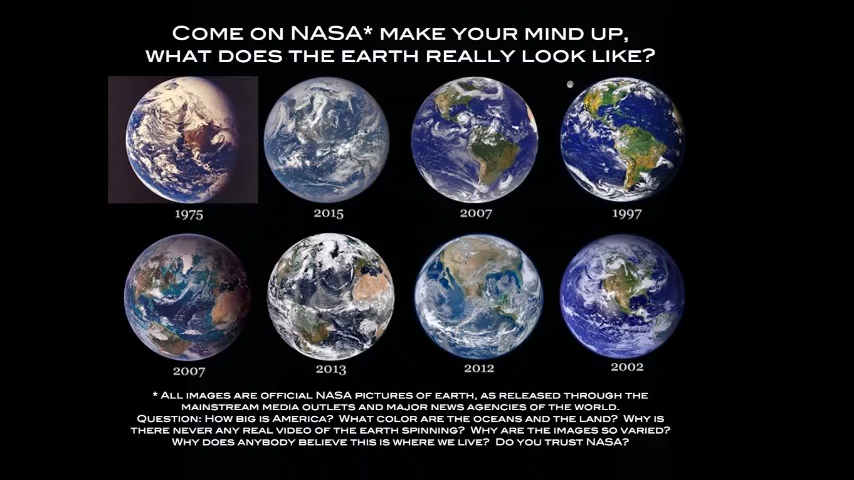 COME ON NASA* MAKE YOUR MIND UP,
WHAT DOES THE EARTH REALLY LOOK LIKE?
1975
2015
2007
1997
2007
2013
2012
2002
* ALL IMAGES ARE OFFICIAL NASA PICTURES OF EARTH, AS RELEASED THROUGH THE
MAINSTREAM MEDIA OUTLETS AND MAJOR NEWS AGENCIES OF THE WORLD.
QUESTION: HOW BIG IS AMERICA? WHAT COLOR ARE THE OCEANS AND THE LAND? WHY IS
THERE NEVER ANY REAL VIDEO OF THE EARTH SPINNING? WHY ARE THE IMAGES SO VARIED?
WHY DOES ANYBODY BELIEVE THIS IS WHERE WE LIVE? DO YOU TRUST NASA?